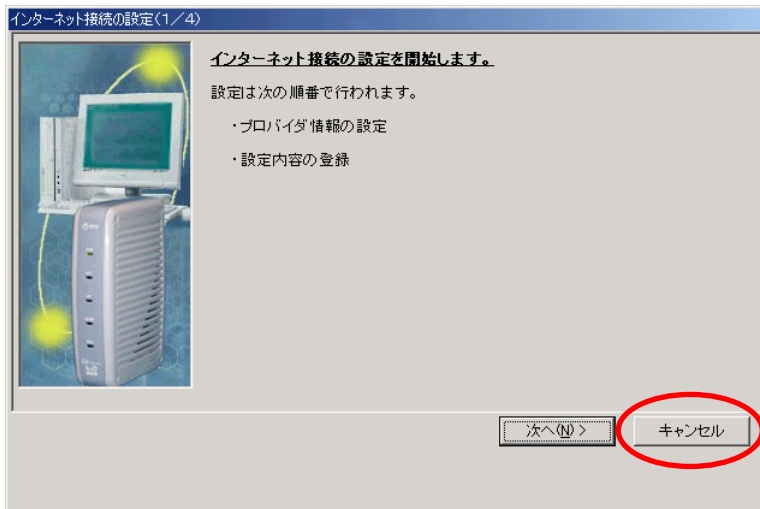 インターネット接続の設定(1/4)
インターネット接続の設定を開始します。
設定は次の順番で行われます。
・プロバイダ情報の設定
・設定内容の登録
次へ(N) >
キャンセル